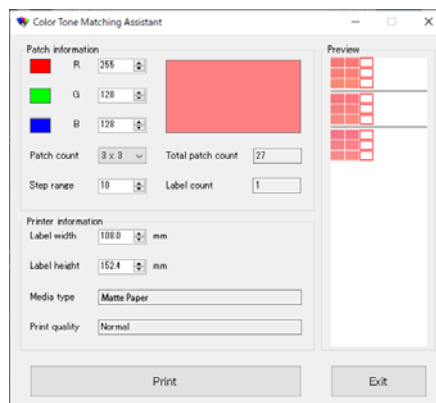 Color Tone Matching Assistant
Patch information
R 255
G 128
B 128
Patch count 3 x 3 Total patch count 27
Step range 10 Label count 1
Printer information
Label width 108.0 mm
Label height 152.4 mm
Media type Matte Paper
Print quality Normal
Preview
Print Exit